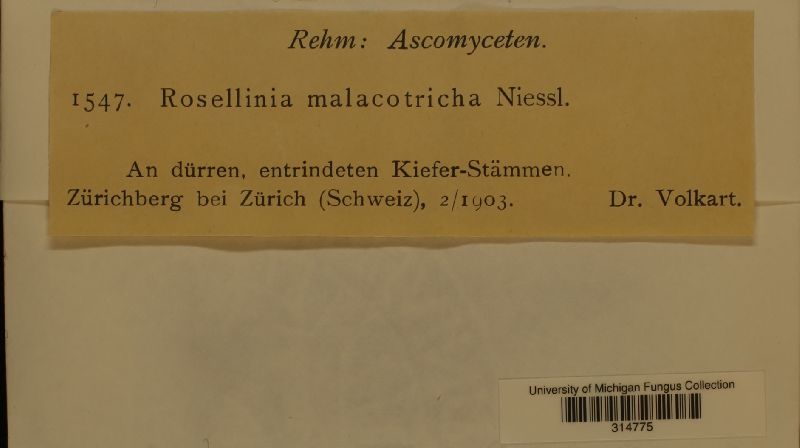 Rehm: Ascomyceten.
1547. Rosellinia malacotricha Niessl.
An dürren, entrindeten Kiefer-Stämmen.
Zürichberg bei Zürich (Schweiz), 2/1903. Dr. Volkart.
University of Michigan Fungus Collection
314775